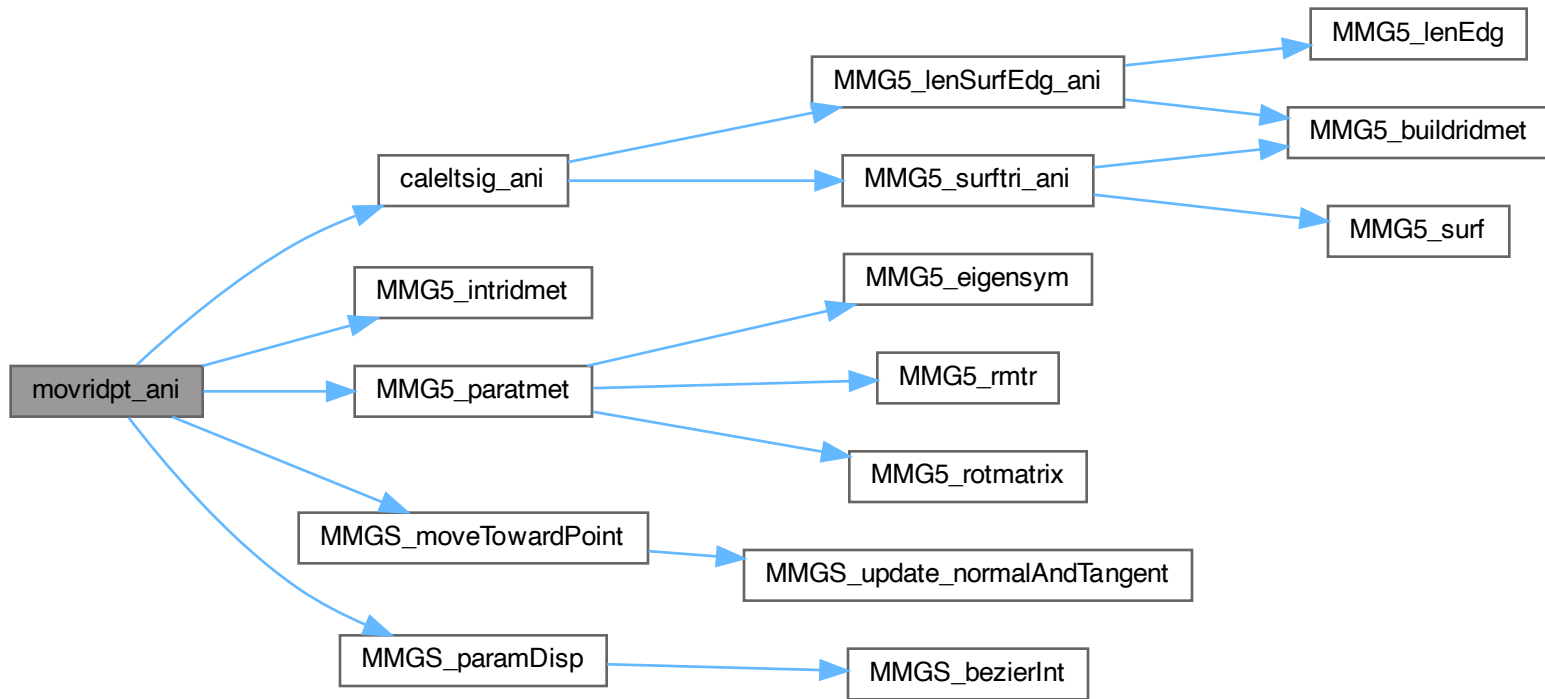 MMG5_lenEdg
MMG5_lenSurfEdg_ani
MMG5_buildridmet
caleltsig_ani
MMG5_surftri_ani
MMG5_surf
MMG5_eigensym
MMG5_intridmet
MMG5_rmtr
movridpt_ani
MMG5_paratmet
MMG5_rotmatrix
MMGS_moveTowardPoint
MMGS_update_normalAndTangent
MMGS_paramDisp
MMGS_bezierInt